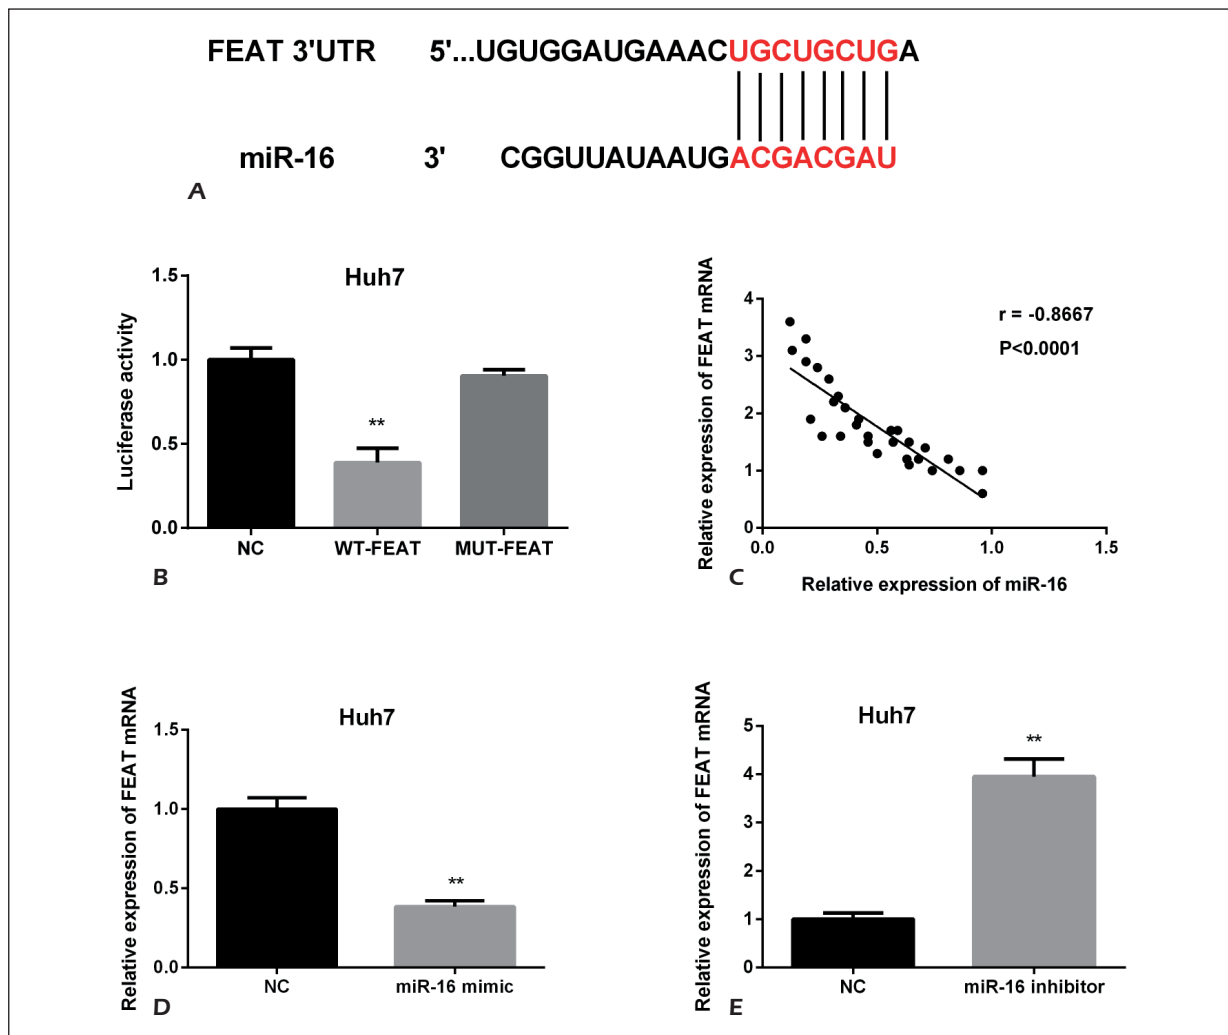 FEAT 3'UTR 5'...UGUGGAUGAAACUGCUGCUGA
miR-16 3' CGGUUAUAAUGACGACGAU
A
Huh7
Luciferase activity
1.5
1.0
0.5
0.0
**
NC WT-FEAT MUT-FEAT
B
Relative expression of FEAT mRNA
4
3
2
1
0
r = -0.8667
P<0.0001
0.0 0.5 1.0 1.5
Relative expression of miR-16
C
Huh7
Relative expression of FEAT mRNA
1.5
1.0
0.5
0.0
**
NC miR-16 mimic
D
Huh7
Relative expression of FEAT mRNA
5
4
3
2
1
0
**
NC miR-16 inhibitor
E